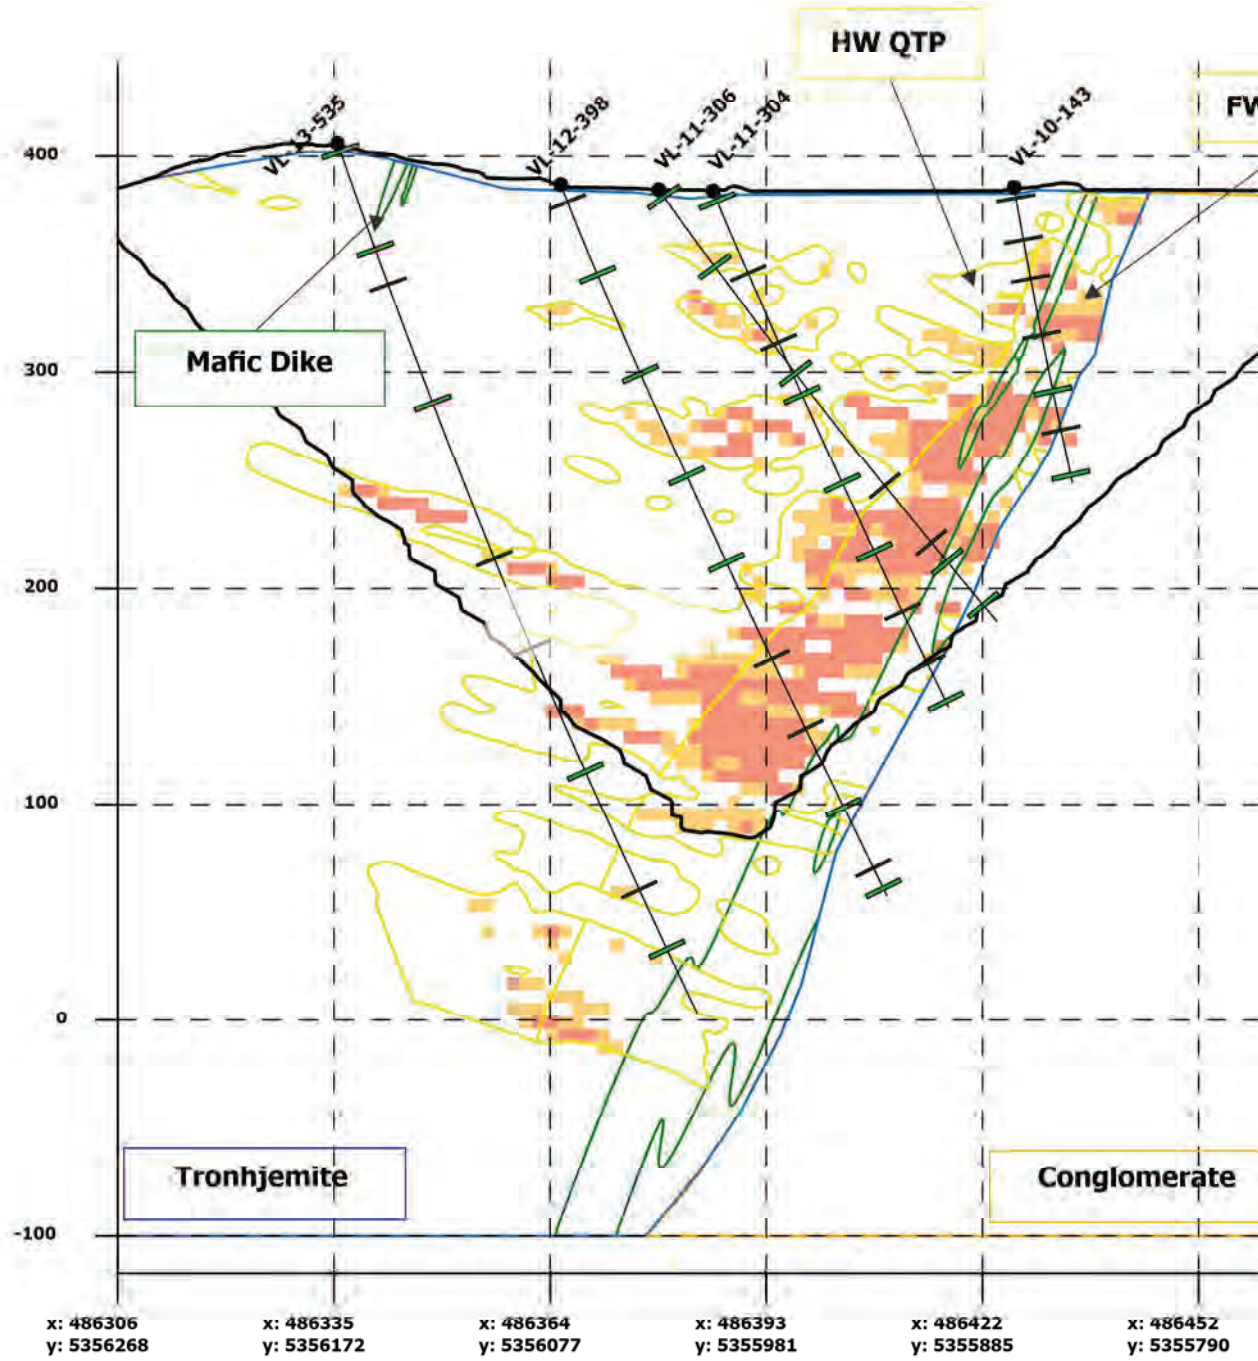 HW QTP
FW
VL-13-535
VL-12-398
VL-11-306
VL-11-304
VL-10-143
400
300
200
100
0
-100
Mafic Dike
Tronhjemite
Conglomerate
x: 486306
y: 5356268
x: 486335
y: 5356172
x: 486364
y: 5356077
x: 486393
y: 5355981
x: 486422
y: 5355885
x: 486452
y: 5355790